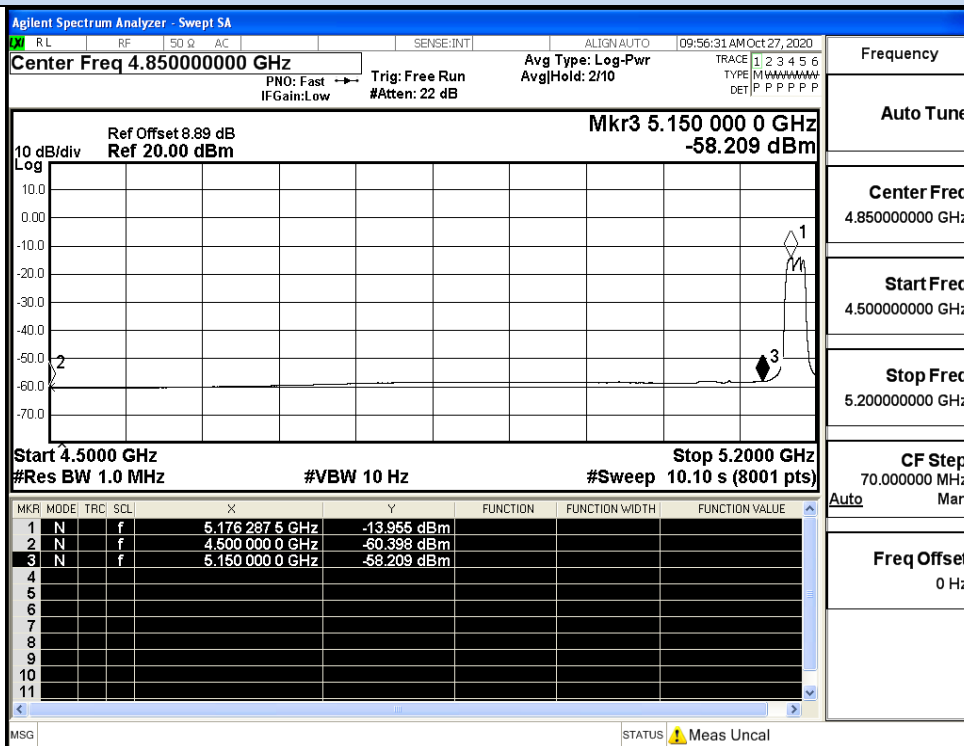 Agilent Spectrum Analyzer - Swept SA
LXI RL RF 50 Ω AC SENSE:INT ALIGN AUTO 09:56:31 AM Oct 27, 2020
Center Freq 4.850000000 GHz
PNO: Fast
IFGain:Low
Trig: Free Run
#Atten: 22 dB
Avg Type: Log-Pwr
Avg|Hold: 2/10
TRACE 1 2 3 4 5 6
TYPE M WWWWW
DET P P P P P P
Mkr3 5.150 000 0 GHz
-58.209 dBm
Ref Offset 8.89 dB
10 dB/div Ref 20.00 dBm
Log
10.0
0.00
-10.0
-20.0
-30.0
-40.0
-50.0
-60.0
-70.0
1
2
3
Start 4.5000 GHz Stop 5.2000 GHz
#Res BW 1.0 MHz #VBW 10 Hz #Sweep 10.10 s (8001 pts)
MKR MODE TRC SCL X Y FUNCTION FUNCTION WIDTH FUNCTION VALUE
1 N f 5.176 287 5 GHz -13.955 dBm
2 N f 4.500 000 0 GHz -60.398 dBm
3 N f 5.150 000 0 GHz -58.209 dBm
4
5
6
7
8
9
10
11
MSG STATUS Meas Uncal
Frequency
Auto Tune
Center Freq
4.850000000 GHz
Start Freq
4.500000000 GHz
Stop Freq
5.200000000 GHz
CF Step
70.000000 MHz
Auto Man
Freq Offset
0 Hz